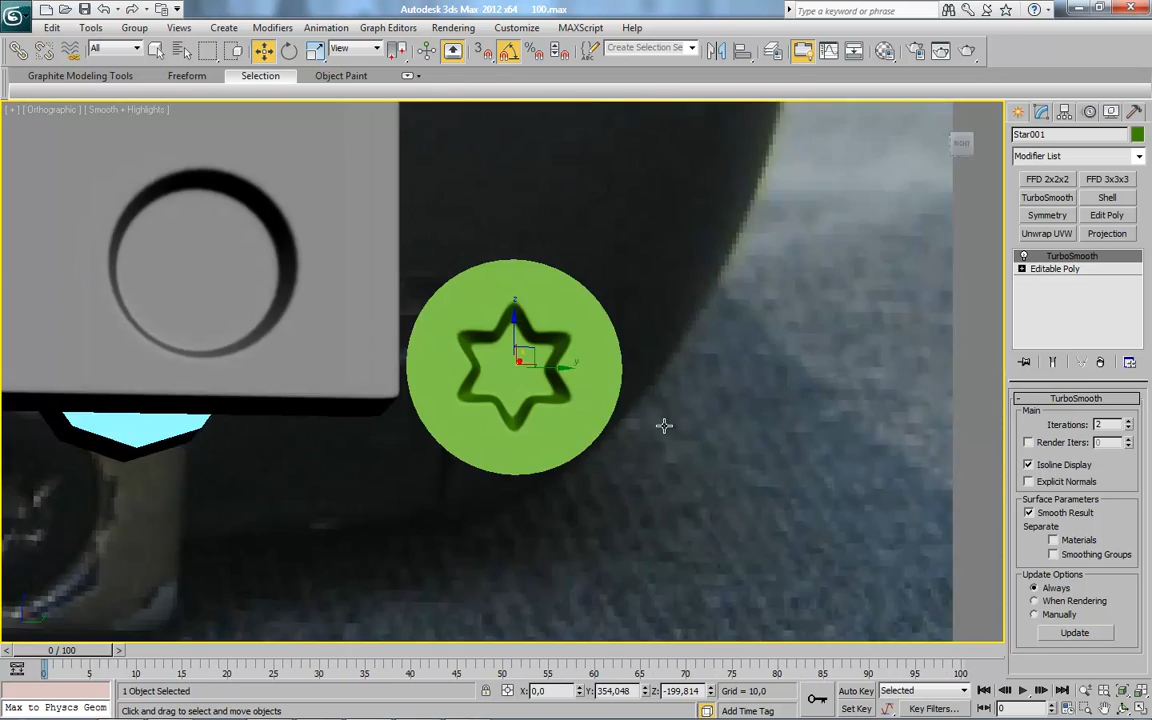 Autodesk 3ds Max 2012 x64    100.max
Type a keyword or phrase
Edit Tools Group Views Create Modifiers Animation Graph Editors Rendering Customize MAXScript Help
All View 3 Create Selection Se
Graphite Modeling Tools Freeform Selection Object Paint
[ + ] [ Orthographic ] [ Smooth + Highlights ]
RIGHT
z
y
Star001
Modifier List
FFD 2x2x2 FFD 3x3x3
TurboSmooth Shell
Symmetry Edit Poly
Unwrap UVW Projection
TurboSmooth
Editable Poly
- TurboSmooth
Main
Iterations: 2
Render Iters: 0
Isoline Display
Explicit Normals
Surface Parameters
Smooth Result
Separate
Materials
Smoothing Groups
Update Options
Always
When Rendering
Manually
Update
< 0 / 100 >
0 5 10 15 20 25 30 35 40 45 50 55 60 65 70 75 80 85 90 95 100
1 Object Selected X: 0,0 Y: 354,048 Z: -199,814 Grid = 10,0 Auto Key Selected
Max to Physcs Geom Click and drag to select and move objects Add Time Tag Set Key Key Filters... 0